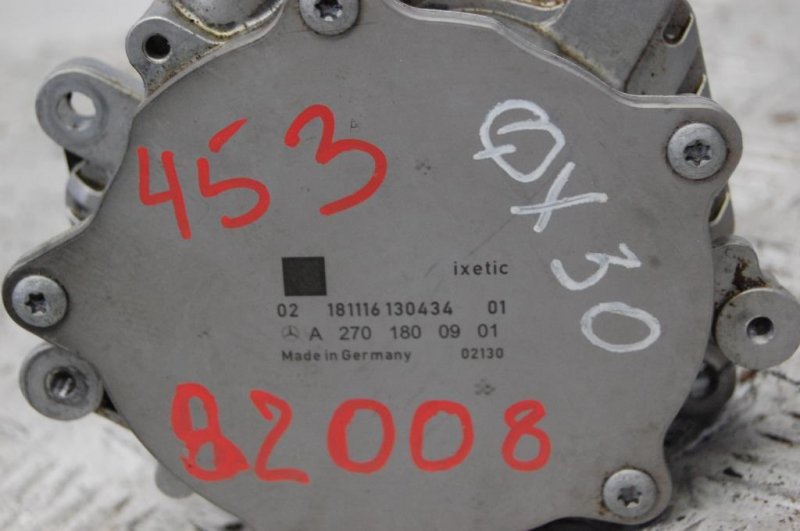 453
QX30
ixetic
02 181116 130434 01
A 270 180 09 01
Made in Germany 02130
82008